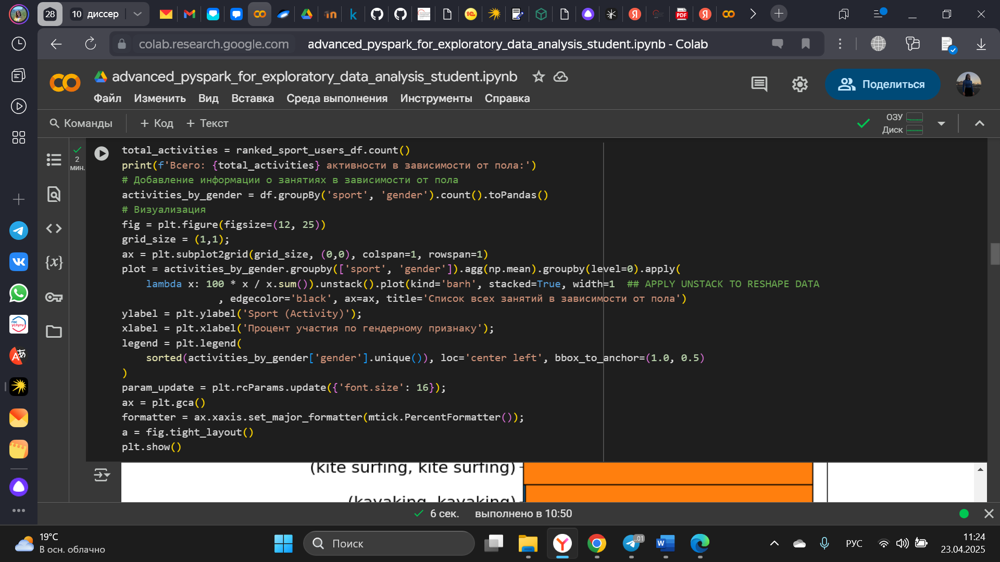 28
10 диссер
colab.research.google.com
advanced_pyspark_for_exploratory_data_analysis_student.ipynb - Colab
advanced_pyspark_for_exploratory_data_analysis_student.ipynb
Файл Изменить Вид Вставка Среда выполнения Инструменты Справка
Поделиться
Команды
+ Код + Текст
ОЗУ
Диск
2
мин.
total_activities = ranked_sport_users_df.count()
print(f'Всего: {total_activities} активности в зависимости от пола:')
# Добавление информации о занятиях в зависимости от пола
activities_by_gender = df.groupBy('sport', 'gender').count().toPandas()
# Визуализация
fig = plt.figure(figsize=(12, 25))
grid_size = (1,1);
ax = plt.subplot2grid(grid_size, (0,0), colspan=1, rowspan=1)
plot = activities_by_gender.groupby(['sport', 'gender']).agg(np.mean).groupby(level=0).apply(
lambda x: 100 * x / x.sum()).unstack().plot(kind='barh', stacked=True, width=1  ## APPLY UNSTACK TO RESHAPE DATA
, edgecolor='black', ax=ax, title='Список всех занятий в зависимости от пола')
ylabel = plt.ylabel('Sport (Activity)');
xlabel = plt.xlabel('Процент участия по гендерному признаку');
legend = plt.legend(
sorted(activities_by_gender['gender'].unique()), loc='center left', bbox_to_anchor=(1.0, 0.5)
)
param_update = plt.rcParams.update({'font.size': 16});
ax = plt.gca()
formatter = ax.xaxis.set_major_formatter(mtick.PercentFormatter());
a = fig.tight_layout()
plt.show()
(kite surfing, kite surfing)
(kayaking, kayaking)
6 сек. выполнено в 10:50
19°C
В осн. облачно
Поиск
РУС
11:24
23.04.2025